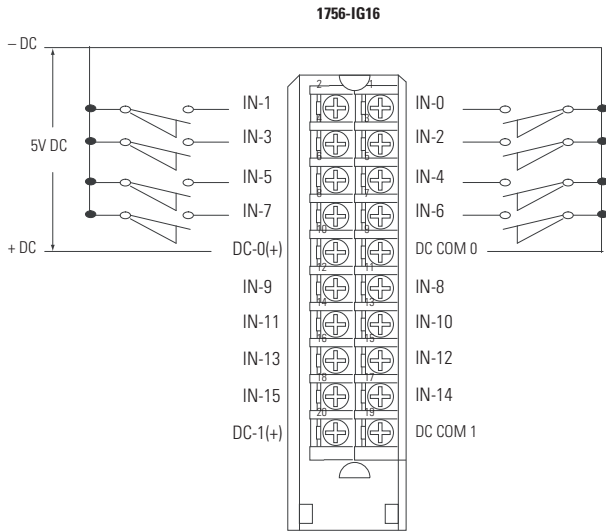 1756-IG16
– DC
5V DC
+ DC
2 1
IN-1 IN-0
4 3
IN-3 IN-2
6 5
IN-5 IN-4
8 7
IN-7 IN-6
10 9
DC-0(+) DC COM 0
12 11
IN-9 IN-8
14 13
IN-11 IN-10
16 15
IN-13 IN-12
18 17
IN-15 IN-14
20 19
DC-1(+) DC COM 1